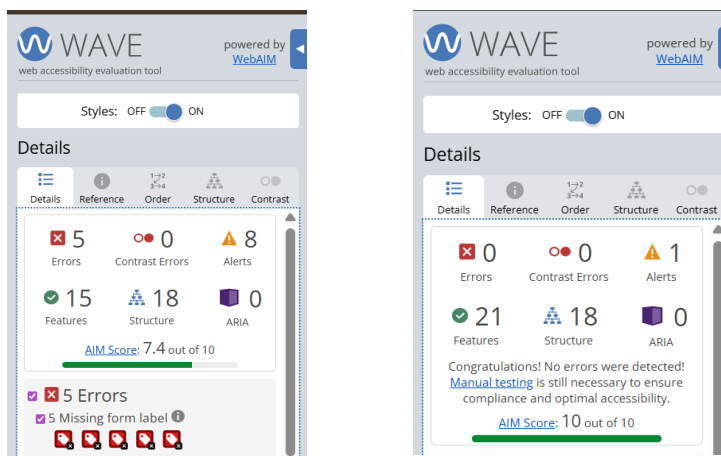 WAVE
powered by
WebAIM
web accessibility evaluation tool
Styles: OFF ON
Details
Details Reference Order Structure Contrast
5 0 8
Errors Contrast Errors Alerts
15 18 0
Features Structure ARIA
AIM Score: 7.4 out of 10
5 Errors
5 Missing form label
WAVE
powered by
WebAIM
web accessibility evaluation tool
Styles: OFF ON
Details
Details Reference Order Structure Contrast
0 0 1
Errors Contrast Errors Alerts
21 18 0
Features Structure ARIA
Congratulations! No errors were detected!
Manual testing is still necessary to ensure
compliance and optimal accessibility.
AIM Score: 10 out of 10